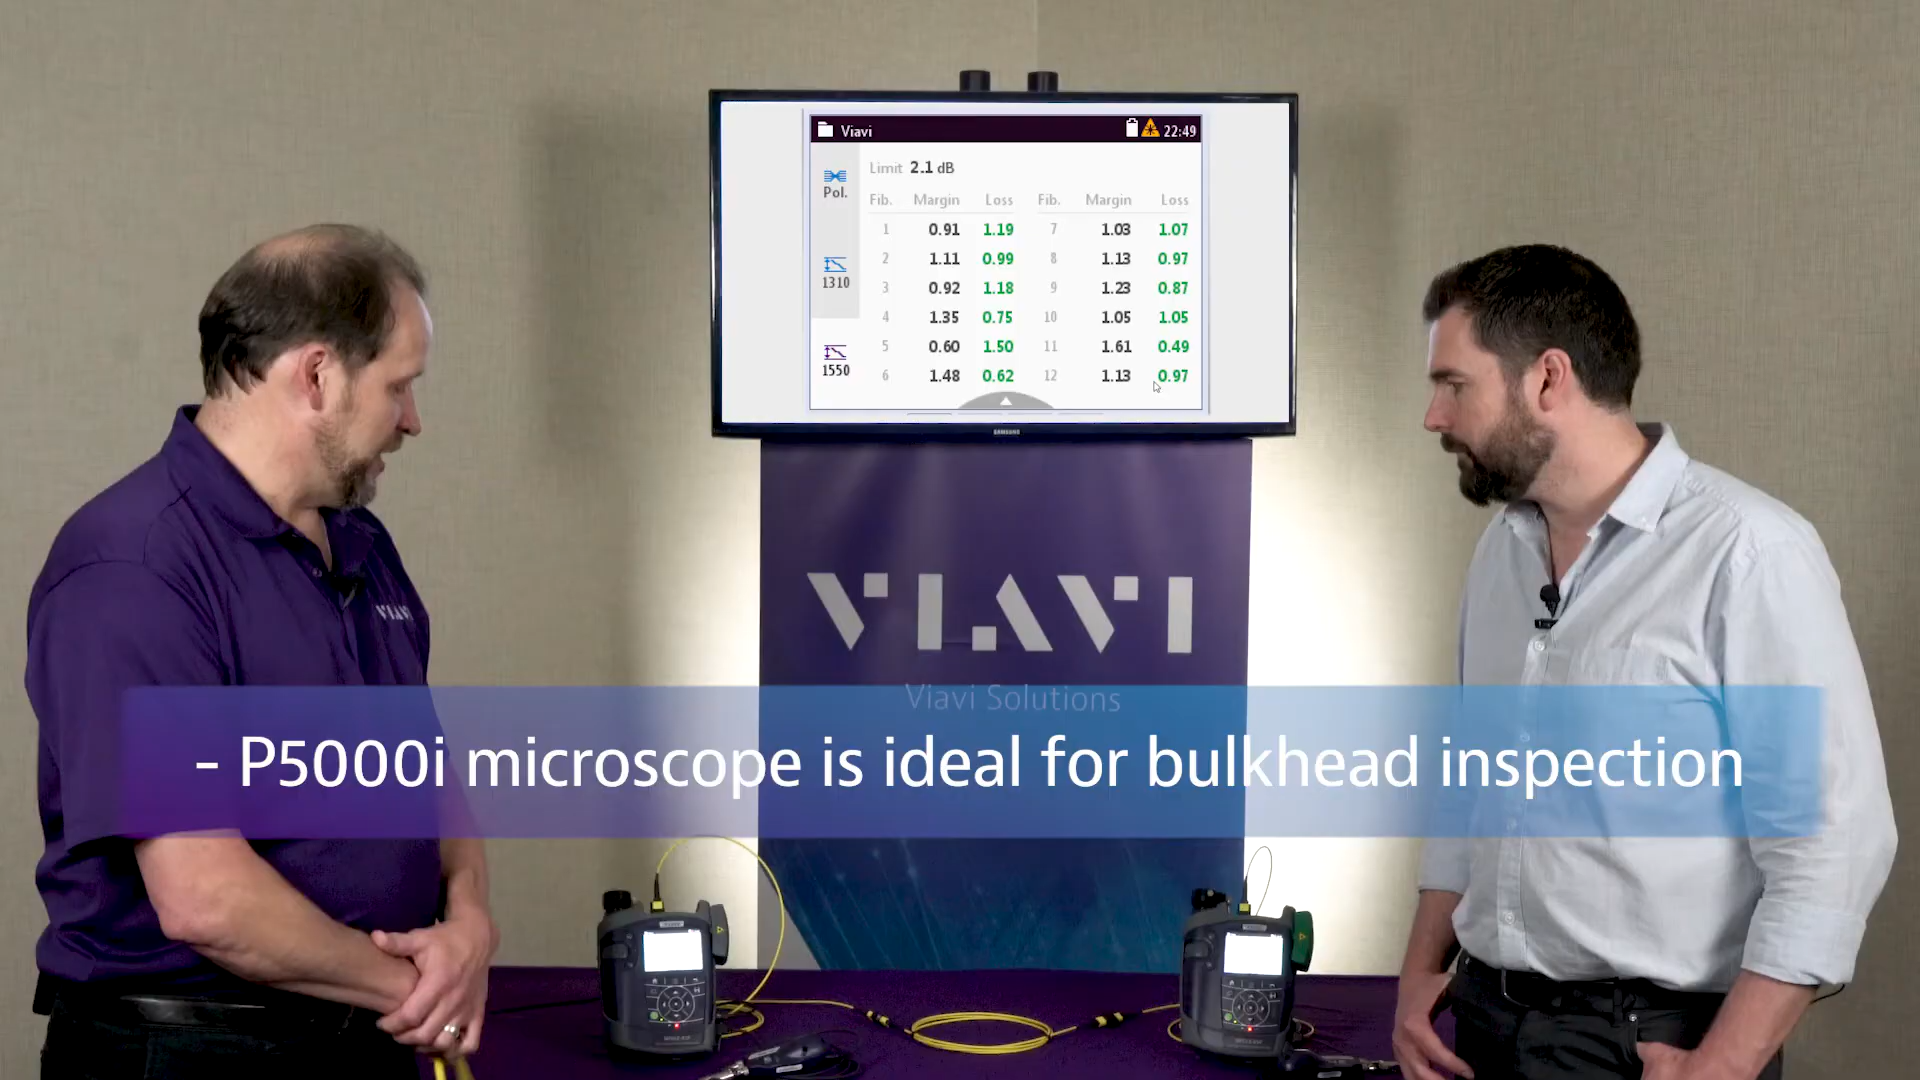 Viavi 22:49
Limit 2.1 dB
Pol.
Fib. Margin Loss Fib. Margin Loss
1 0.91 1.19 7 1.03 1.07
2 1.11 0.99 8 1.13 0.97
1310
3 0.92 1.18 9 1.23 0.87
4 1.35 0.75 10 1.05 1.05
1550
5 0.60 1.50 11 1.61 0.49
6 1.48 0.62 12 1.13 0.97
SAMSUNG
VIAVI
VIAVI
Viavi Solutions
- P5000i microscope is ideal for bulkhead inspection